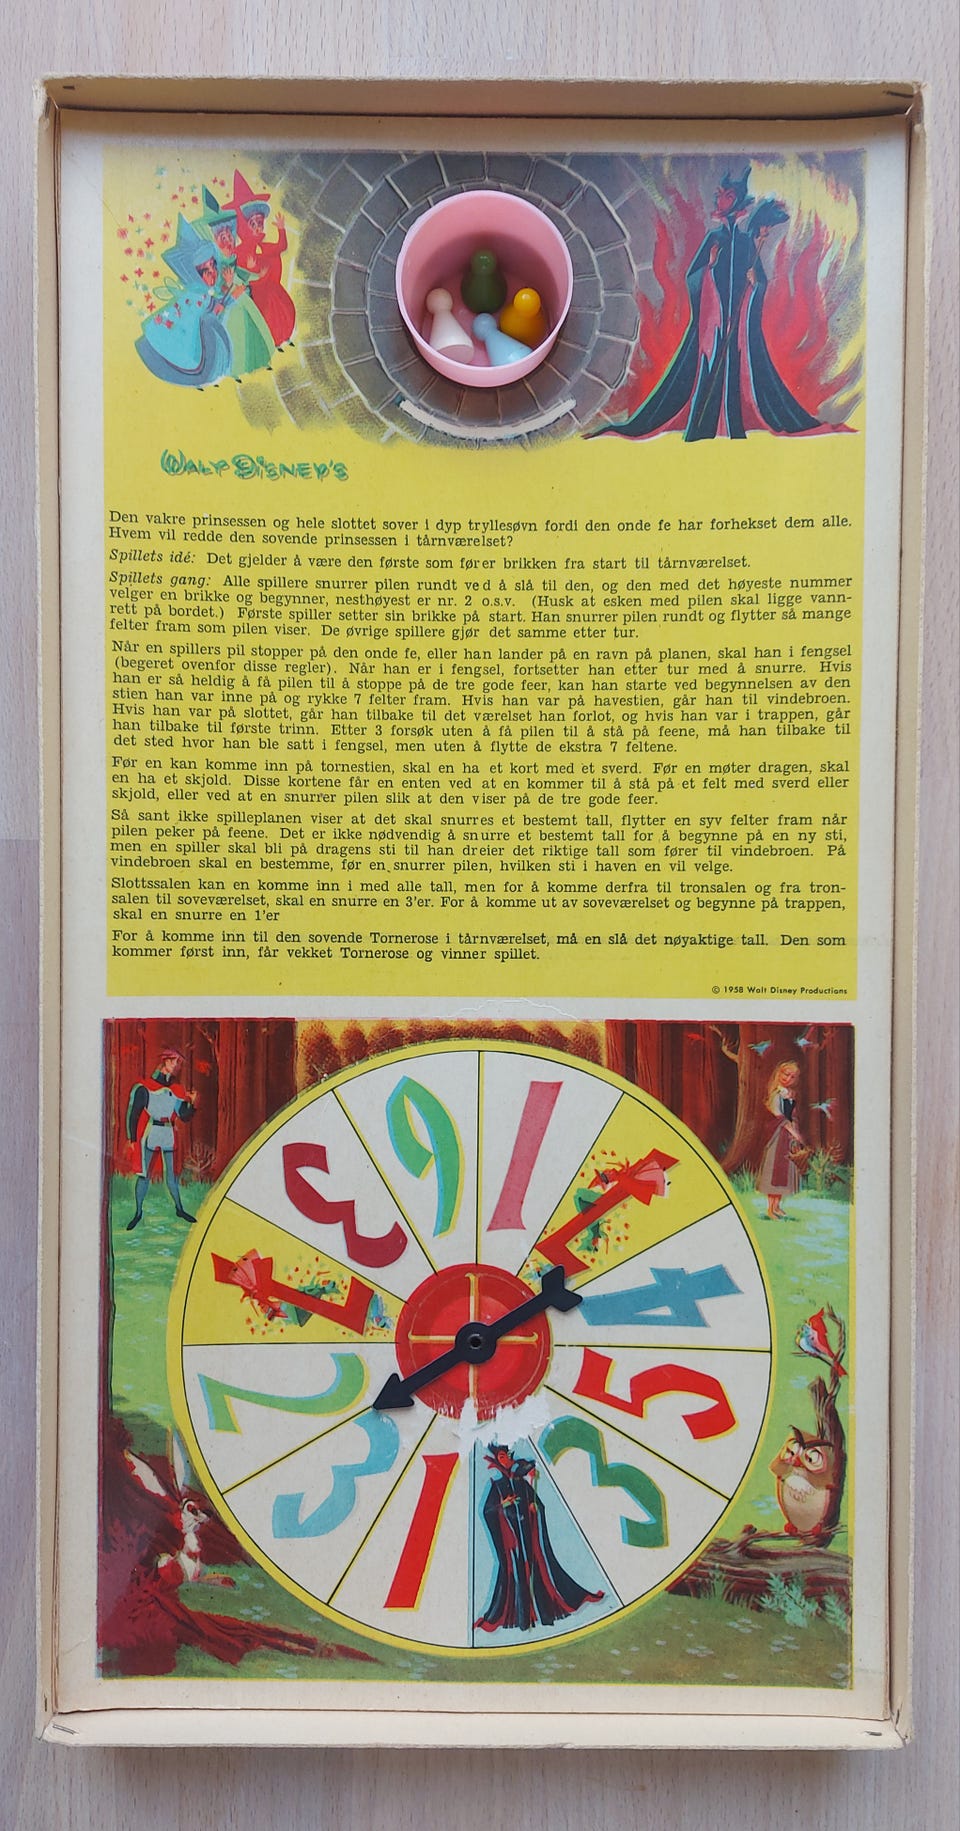 WALT DISNEY'S
Den vakre prinsessen og hele slottet sover i dyp tryllesøvn fordi den onde fe har forhekset dem alle.
Hvem vil redde den sovende prinsessen i tårnværelset?
Spillets idé: Det gjelder å være den første som fører brikken fra start til tårnværelset.
Spillets gang: Alle spillere snurrer pilen rundt ved å slå til den, og den med det høyeste nummer
velger en brikke og begynner, nesthøyest er nr. 2 o.s.v. (Husk at esken med pilen skal ligge vann-
rett på bordet.) Første spiller setter sin brikke på start. Han snurrer pilen rundt og flytter så mange
felter fram som pilen viser. De øvrige spillere gjør det samme etter tur.
Når en spillers pil stopper på den onde fe, eller han lander på en ravn på planen, skal han i fengsel
(begeret ovenfor disse regler). Når han er i fengsel, fortsetter han etter tur med å snurre. Hvis
han er så heldig å få pilen til å stoppe på de tre gode feer, kan han starte ved begynnelsen av den
stien han var inne på og rykke 7 felter fram. Hvis han var på havestien, går han til vindebroen.
Hvis han var på slottet, går han tilbake til det værelset han forlot, og hvis han var i trappen, går
han tilbake til første trinn. Etter 3 forsøk uten å få pilen til å stå på feene, må han tilbake til
det sted hvor han ble satt i fengsel, men uten å flytte de ekstra 7 feltene.
Før en kan komme inn på tornestien, skal en ha et kort med et sverd. Før en møter dragen, skal
en ha et skjold. Disse kortene får en enten ved at en kommer til å stå på et felt med sverd eller
skjold, eller ved at en snurrer pilen slik at den viser på de tre gode feer.
Så sant ikke spilleplanen viser at det skal snurres et bestemt tall, flytter en syv felter fram når
pilen peker på feene. Det er ikke nødvendig å snurre et bestemt tall for å begynne på en ny sti,
men en spiller skal bli på dragens sti til han dreier det riktige tall som fører til vindebroen. På
vindebroen skal en bestemme, før en snurrer pilen, hvilken sti i haven en vil velge.
Slottssalen kan en komme inn i med alle tall, men for å komme derfra til tronsalen og fra tron-
salen til soveværelset, skal en snurre en 3'er. For å komme ut av soveværelset og begynne på trappen,
skal en snurre en 1'er
For å komme inn til den sovende Tornerose i tårnværelset, må en slå det nøyaktige tall. Den som
kommer først inn, får vekket Tornerose og vinner spillet.
© 1958 Walt Disney Productions
1
7
4
5
3
1
3
2
7
3
6